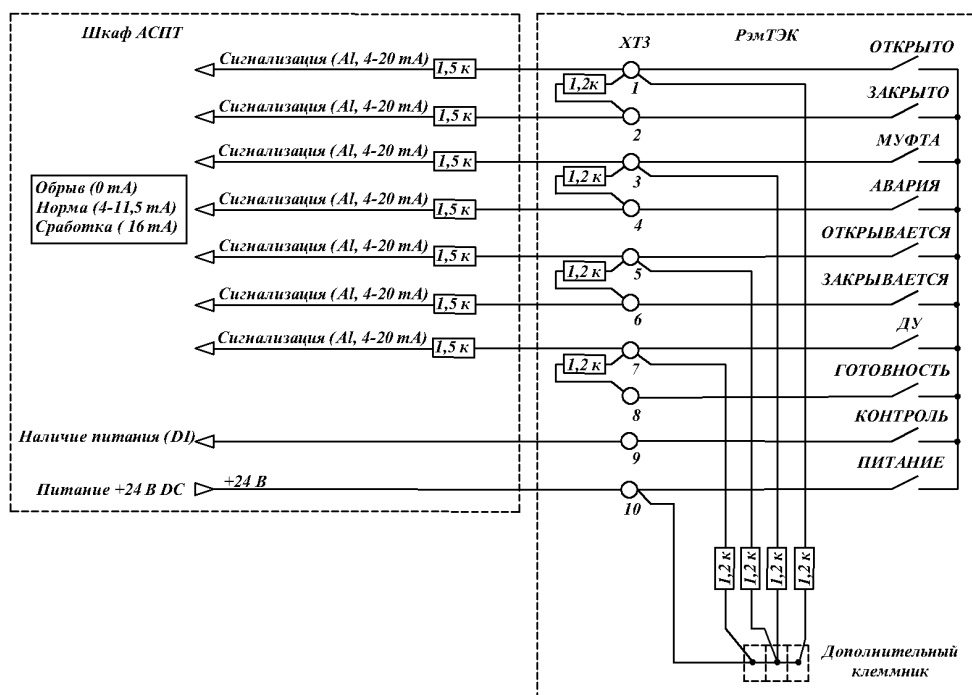 Шкаф АСПТ
ХТ3
РэмТЭК
ОТКРЫТО
Сигнализация (AI, 4-20 mA)
1,5 к
1,2к
1
ЗАКРЫТО
Сигнализация (AI, 4-20 mA)
1,5 к
2
МУФТА
Сигнализация (AI, 4-20 mA)
1,5 к
1,2 к
3
Обрыв (0 mA)
Норма (4-11,5 mA)
Сработка ( 16 mA)
АВАРИЯ
Сигнализация (AI, 4-20 mA)
1,5 к
4
ОТКРЫВАЕТСЯ
Сигнализация (AI, 4-20 mA)
1,5 к
1,2 к
5
ЗАКРЫВАЕТСЯ
Сигнализация (AI, 4-20 mA)
1,5 к
6
ДУ
Сигнализация (AI, 4-20 mA)
1,5 к
1,2 к
7
ГОТОВНОСТЬ
8
КОНТРОЛЬ
Наличие питания (DI)
9
ПИТАНИЕ
Питание +24 В DC
+24 В
10
1,2 к
1,2 к
1,2 к
1,2 к
Дополнительный
клеммник